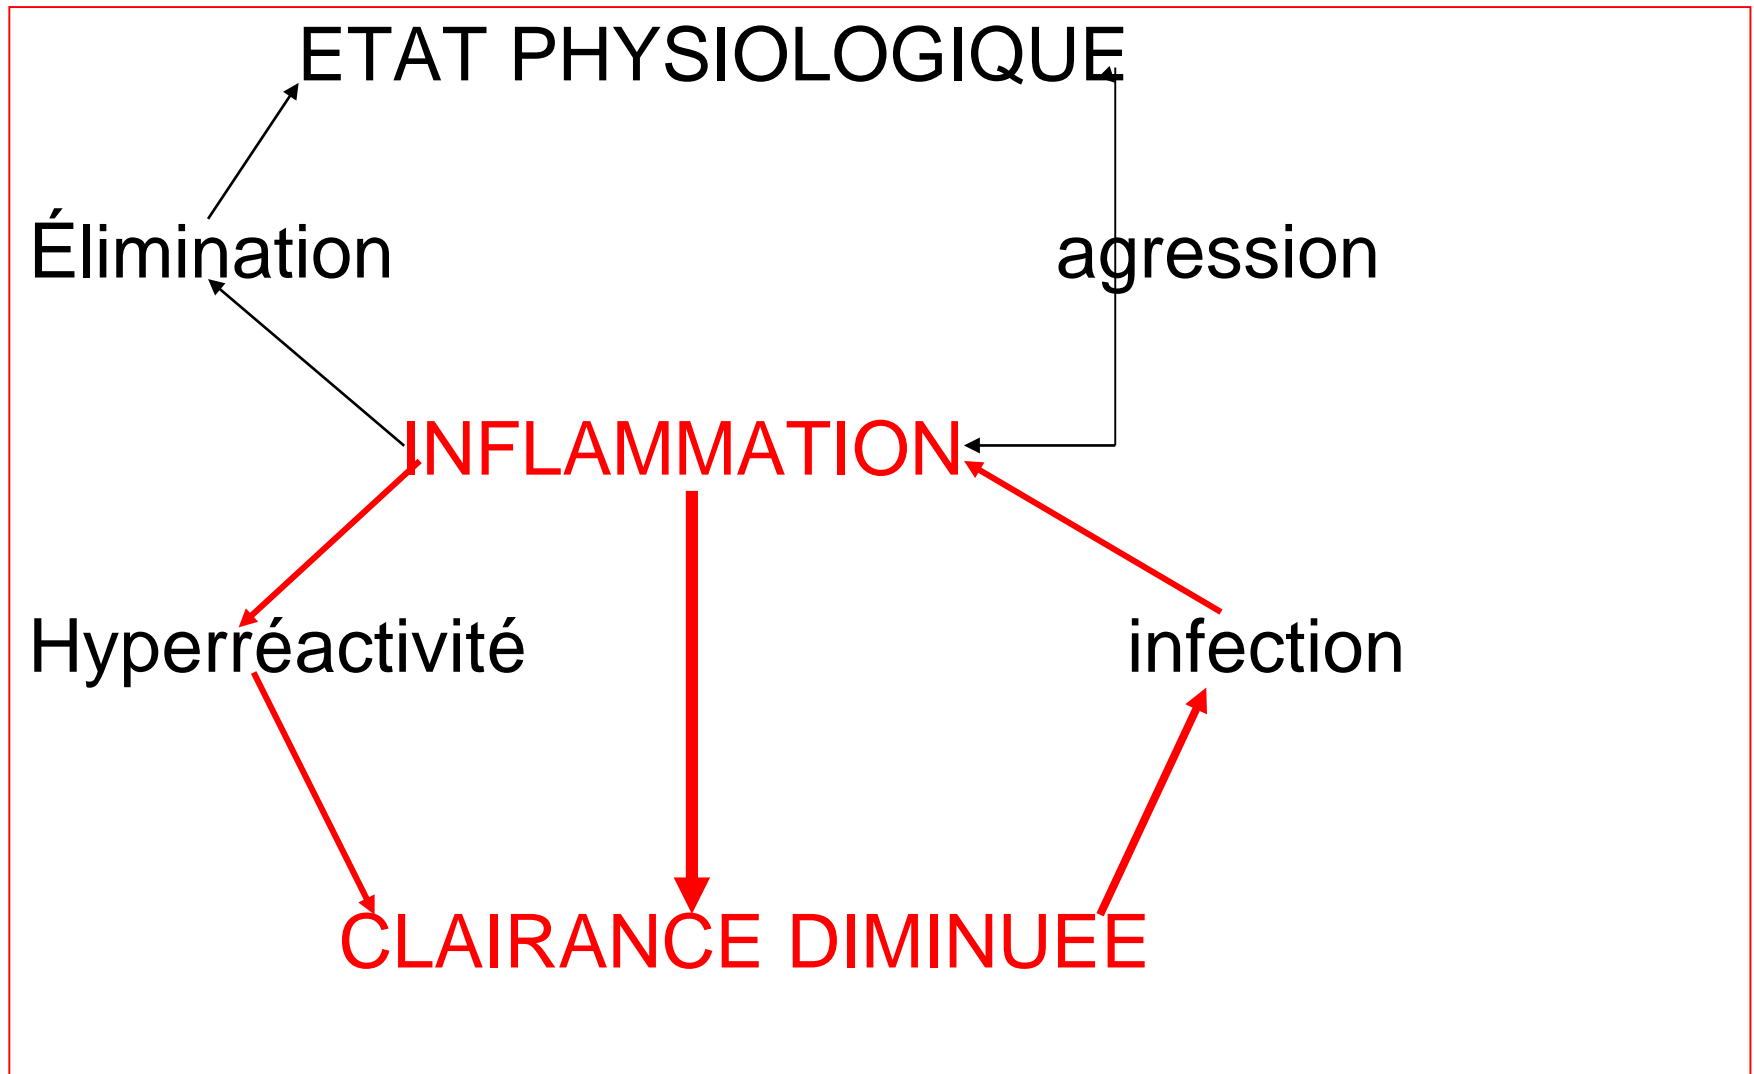 ETAT PHYSIOLOGIQUE
Élimination agression
INFLAMMATION
Hyperréactivité infection
CLAIRANCE DIMINUEE